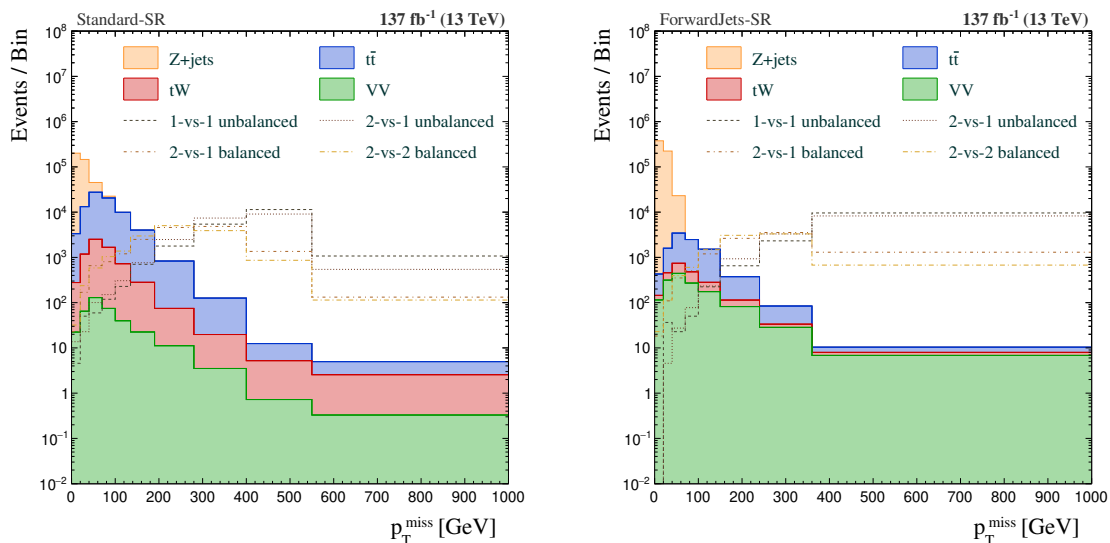 Standard-SR
137 fb⁻¹ (13 TeV)
Events / Bin
10⁸
10⁷
10⁶
10⁵
10⁴
10³
10²
10
1
10⁻¹
10⁻²
Z+jets
tt̄
tW
VV
1-vs-1 unbalanced
2-vs-1 unbalanced
2-vs-1 balanced
2-vs-2 balanced
0 100 200 300 400 500 600 700 800 900 1000
p_T^miss [GeV]
ForwardJets-SR
137 fb⁻¹ (13 TeV)
Events / Bin
10⁸
10⁷
10⁶
10⁵
10⁴
10³
10²
10
1
10⁻¹
10⁻²
Z+jets
tt̄
tW
VV
1-vs-1 unbalanced
2-vs-1 unbalanced
2-vs-1 balanced
2-vs-2 balanced
0 100 200 300 400 500 600 700 800 900 1000
p_T^miss [GeV]